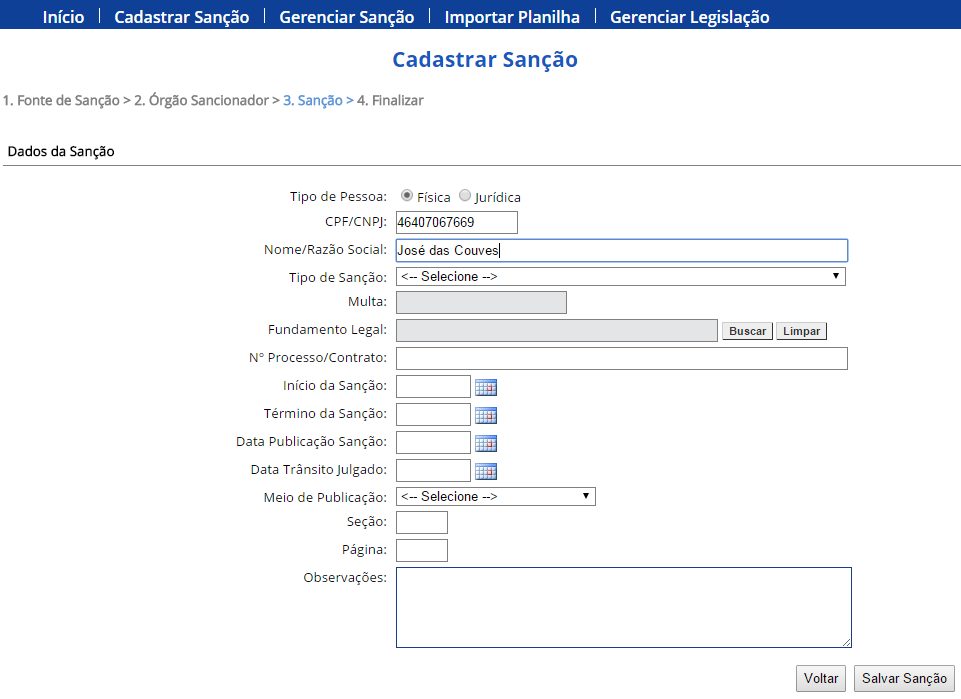 Início Cadastrar Sanção Gerenciar Sanção Importar Planilha Gerenciar Legislação
Cadastrar Sanção
1. Fonte de Sanção > 2. Órgão Sancionador > 3. Sanção > 4. Finalizar
Dados da Sanção
Tipo de Pessoa: Física Jurídica
CPF/CNPJ: 46407067669
Nome/Razão Social: José das Couves
Tipo de Sanção: <-- Selecione -->
Multa:
Fundamento Legal: Buscar Limpar
Nº Processo/Contrato:
Início da Sanção:
Término da Sanção:
Data Publicação Sanção:
Data Trânsito Julgado:
Meio de Publicação: <-- Selecione -->
Seção:
Página:
Observações:
Voltar Salvar Sanção